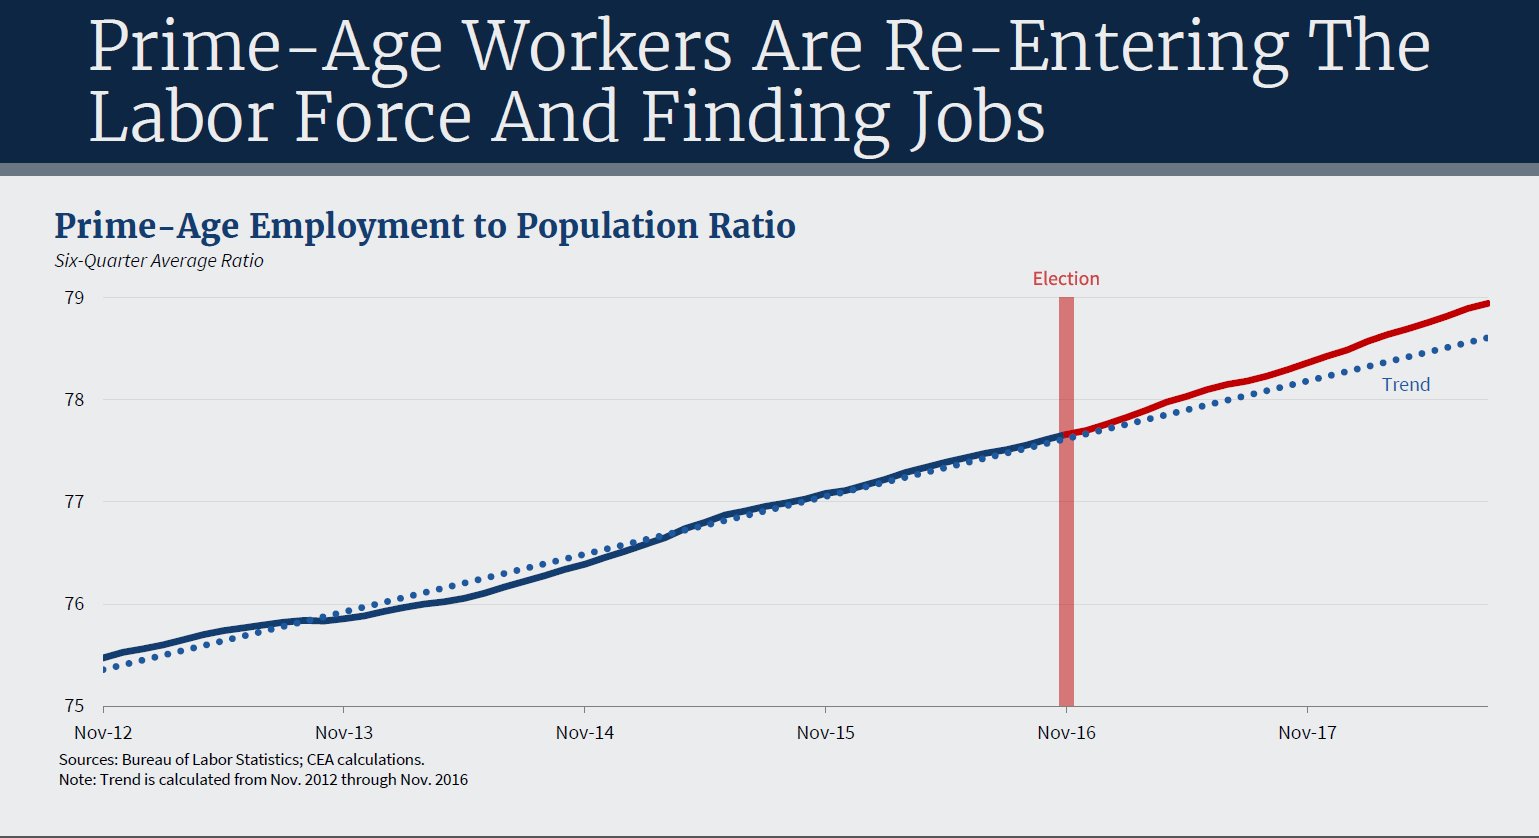 Prime-Age Workers Are Re-Entering The
Labor Force And Finding Jobs
Prime-Age Employment to Population Ratio
Six-Quarter Average Ratio
Election
79
78
77
76
75
Trend
Nov-12 Nov-13 Nov-14 Nov-15 Nov-16 Nov-17
Sources: Bureau of Labor Statistics; CEA calculations.
Note: Trend is calculated from Nov. 2012 through Nov. 2016